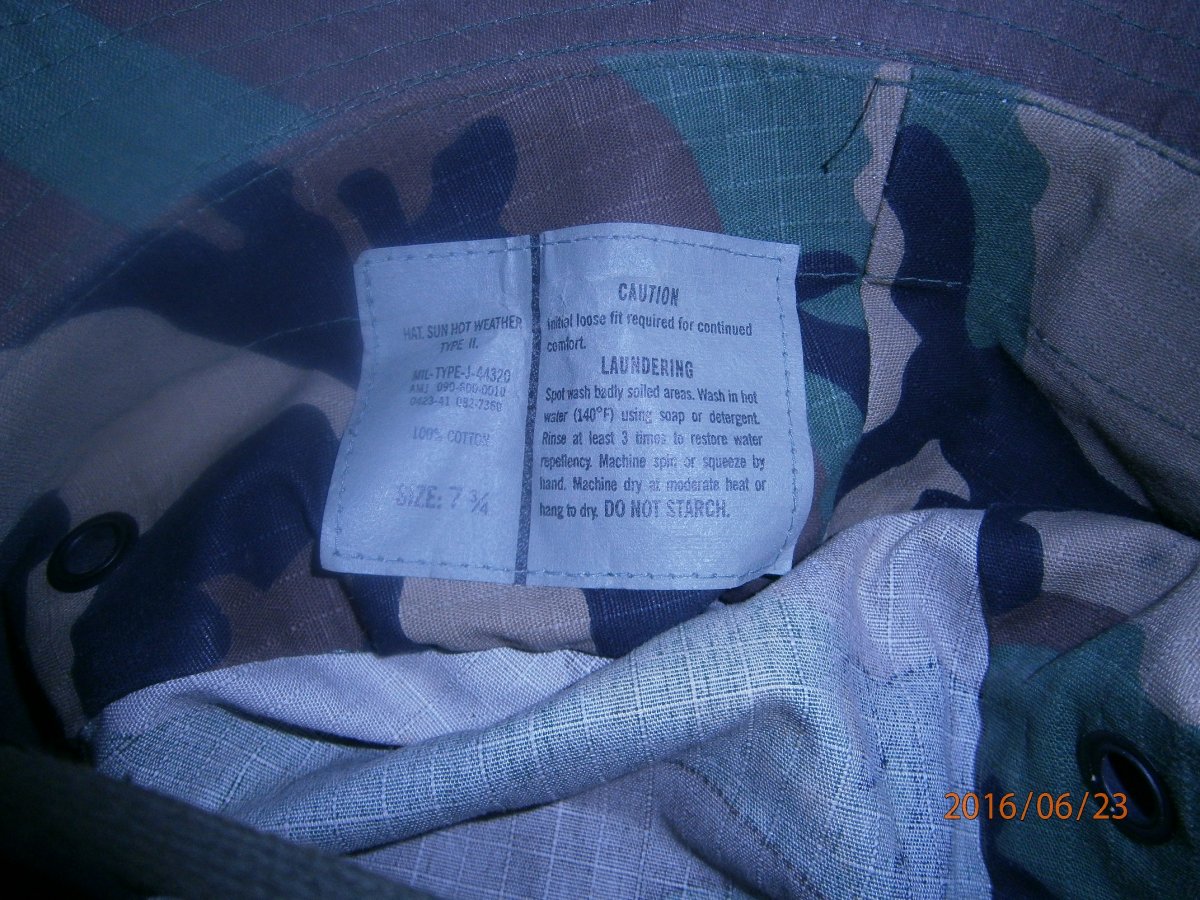 HAT. SUN HOT WEATHER
TYPE II.
MIL-TYPE-J-44320
100% COTTON
SIZE: 7 ¾
CAUTION
Initial loose fit required for continued
comfort.
LAUNDERING
Spot wash badly soiled areas. Wash in hot
water (140°F) using soap or detergent.
Rinse at least 3 times to restore water
repellency. Machine spin or squeeze by
hand. Machine dry at moderate heat or
hang to dry. DO NOT STARCH.
2016/06/23